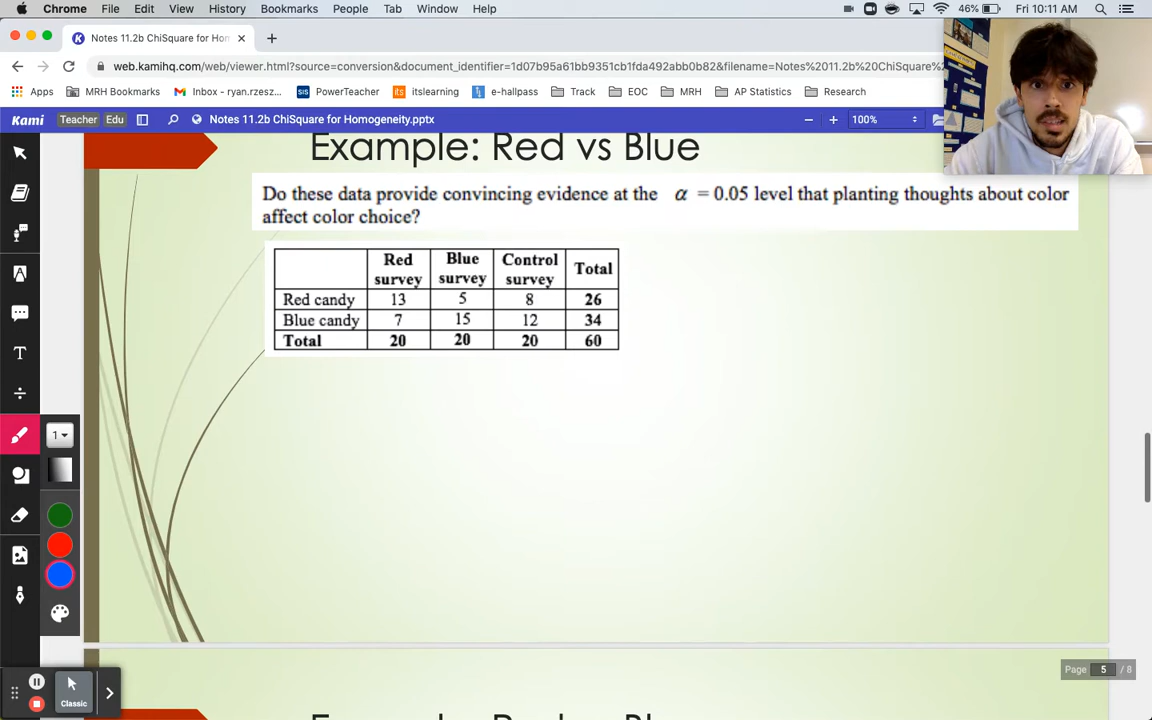 Chrome File Edit View History Bookmarks People Tab Window Help 46% Fri 10:11 AM
Notes 11.2b ChiSquare for Hom
web.kamihq.com/web/viewer.html?source=conversion&document_identifier=1d07b95a61bb9351cb1fda492abb0b82&filename=Notes%2011.2b%20ChiSquare%
Apps MRH Bookmarks Inbox - ryan.rzesz... PowerTeacher itslearning e-hallpass Track EOC MRH AP Statistics Research
Kami Teacher Edu Notes 11.2b ChiSquare for Homogeneity.pptx 100%
Example: Red vs Blue
Do these data provide convincing evidence at the α = 0.05 level that planting thoughts about color
affect color choice?
Red survey Blue survey Control survey Total
Red candy 13 5 8 26
Blue candy 7 15 12 34
Total 20 20 20 60
1
Page 5 / 8
Classic